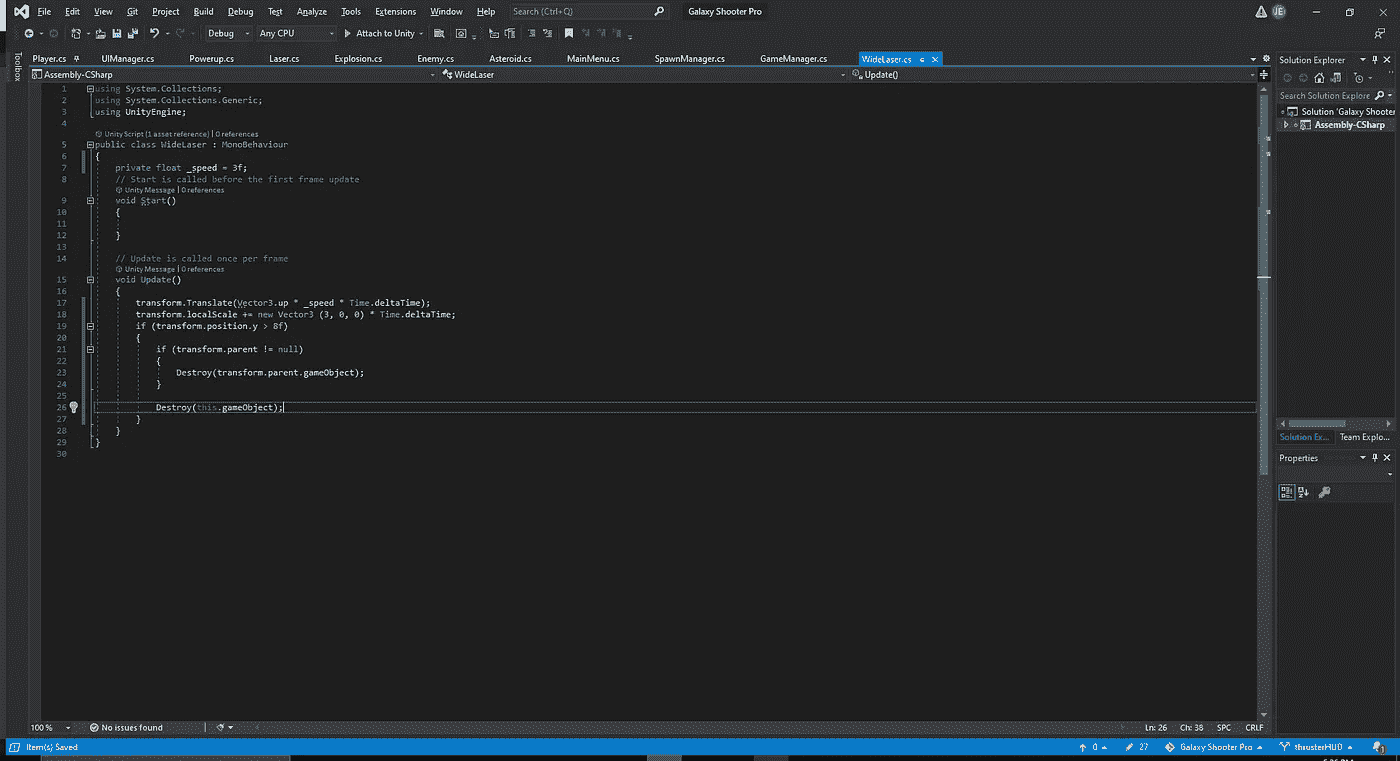 File Edit View Git Project Build Debug Test Analyze Tools Extensions Window Help Search (Ctrl+Q) Galaxy Shooter Pro JE
Debug Any CPU Attach to Unity
Toolbox
Player.cs UIManager.cs Powerup.cs Laser.cs Explosion.cs Enemy.cs Asteroid.cs MainMenu.cs SpawnManager.cs GameManager.cs WideLaser.cs
Assembly-CSharp WideLaser Update()
1 using System.Collections;
2 using System.Collections.Generic;
3 using UnityEngine;
4
Unity Script (1 asset reference) | 0 references
5 public class WideLaser : MonoBehaviour
6 {
7 private float _speed = 3f;
8 // Start is called before the first frame update
Unity Message | 0 references
9 void Start()
10 {
11
12 }
13
14 // Update is called once per frame
Unity Message | 0 references
15 void Update()
16 {
17 transform.Translate(Vector3.up * _speed * Time.deltaTime);
18 transform.localScale += new Vector3 (3, 0, 0) * Time.deltaTime;
19 if (transform.position.y > 8f)
20 {
21 if (transform.parent != null)
22 {
23 Destroy(transform.parent.gameObject);
24 }
25
26 Destroy(this.gameObject);
27 }
28 }
29 }
30
Solution Explorer
Search Solution Explore
Solution 'Galaxy Shooter
Assembly-CSharp
Solution Ex... Team Explo...
Properties
100 % No issues found Ln: 26 Ch: 38 SPC CRLF
Item(s) Saved 0 27 Galaxy Shooter Pro thrusterHUD